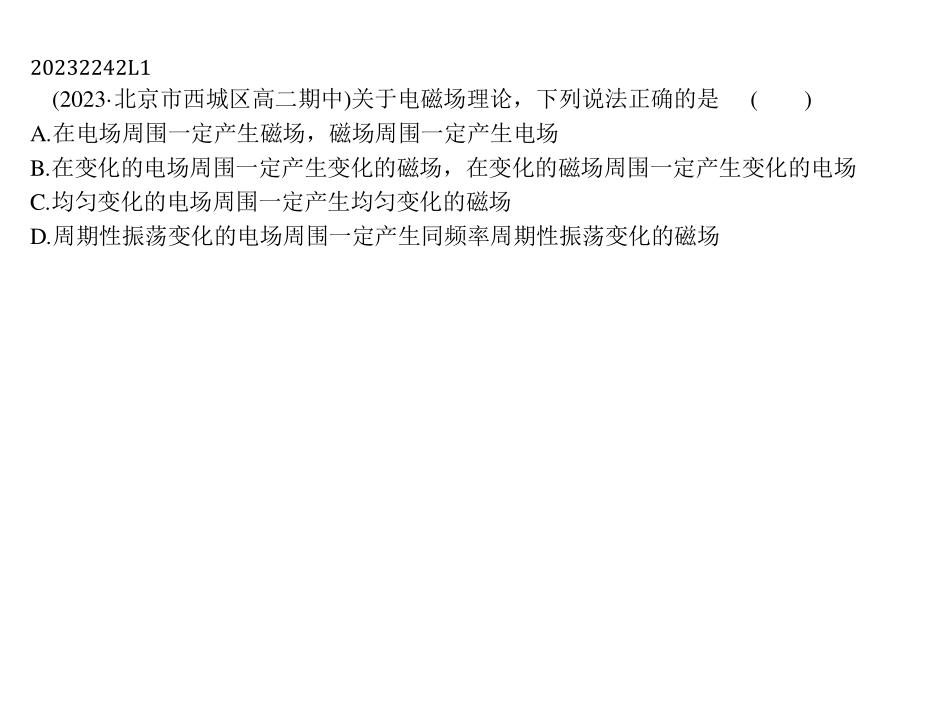 20232242L1
(2023·北京市西城区高二期中)关于电磁场理论，下列说法正确的是 (  )
A.在电场周围一定产生磁场，磁场周围一定产生电场
B.在变化的电场周围一定产生变化的磁场，在变化的磁场周围一定产生变化的电场
C.均匀变化的电场周围一定产生均匀变化的磁场
D.周期性振荡变化的电场周围一定产生同频率周期性振荡变化的磁场